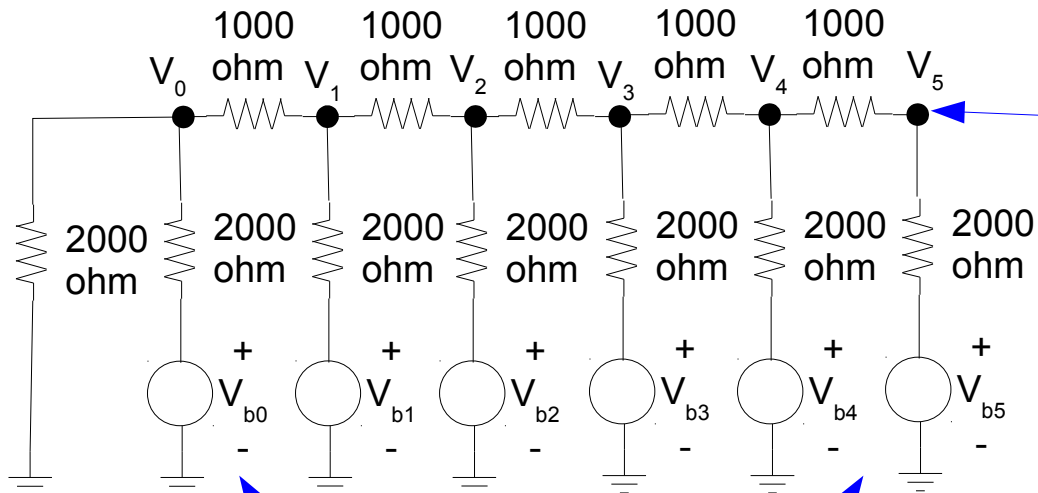 1000 ohm
1000 ohm
1000 ohm
1000 ohm
1000 ohm
V0
V1
V2
V3
V4
V5
2000 ohm
2000 ohm
2000 ohm
2000 ohm
2000 ohm
2000 ohm
2000 ohm
+
+
+
+
+
+
Vb0
Vb1
Vb2
Vb3
Vb4
Vb5
-
-
-
-
-
-